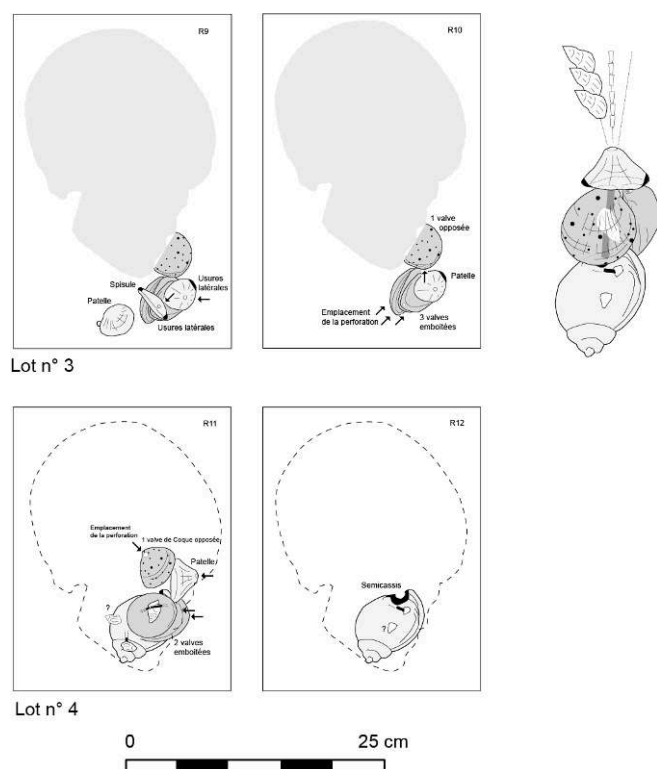 R9
Spisule
Usures
latérales
Patelle
Usures latérales
R10
1 valve
opposée
Patelle
Emplacement
de la perforation
3 valves
emboitées
Lot n° 3
R11
Emplacement
de la perforation
1 valve de Coque opposée
Patelle
?
2 valves
emboitées
R12
Semicassis
?
Lot n° 4
0
25 cm